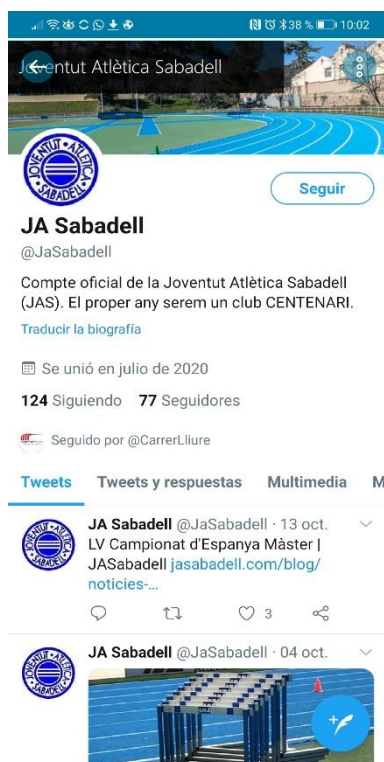 38 % 10:02
Joventut Atlètica Sabadell
JOVENTUT ATLÈTICA
SABADELL
Seguir
JA Sabadell
@JaSabadell
Compte oficial de la Joventut Atlètica Sabadell
(JAS). El proper any serem un club CENTENARI.
Traducir la biografía
Se unió en julio de 2020
124 Siguiendo 77 Seguidores
Seguido por @CarrerLliure
Tweets Tweets y respuestas Multimedia M
JA Sabadell @JaSabadell · 13 oct.
LV Campionat d'Espanya Màster |
JASabadell jasabadell.com/blog/
noticies-...
3
JA Sabadell @JaSabadell · 04 oct.